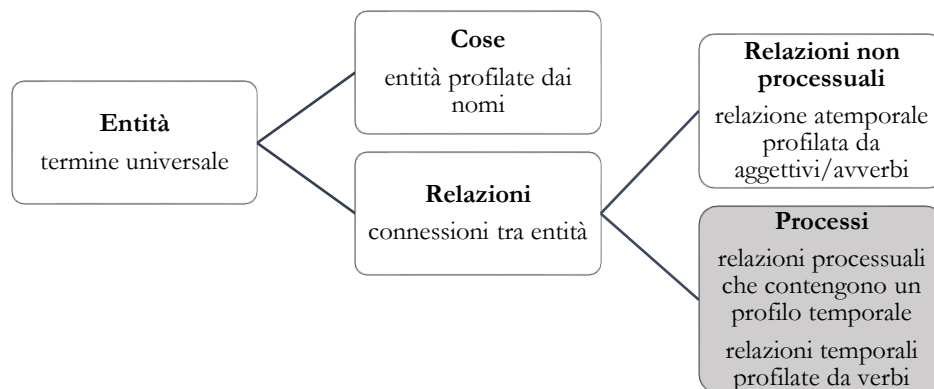 Entità
termine universale
Cose
entità profilate dai
nomi
Relazioni
connessioni tra entità
Relazioni non
processuali
relazione atemporale
profilata da
aggettivi/avverbi
Processi
relazioni processuali
che contengono un
profilo temporale
relazioni temporali
profilate da verbi